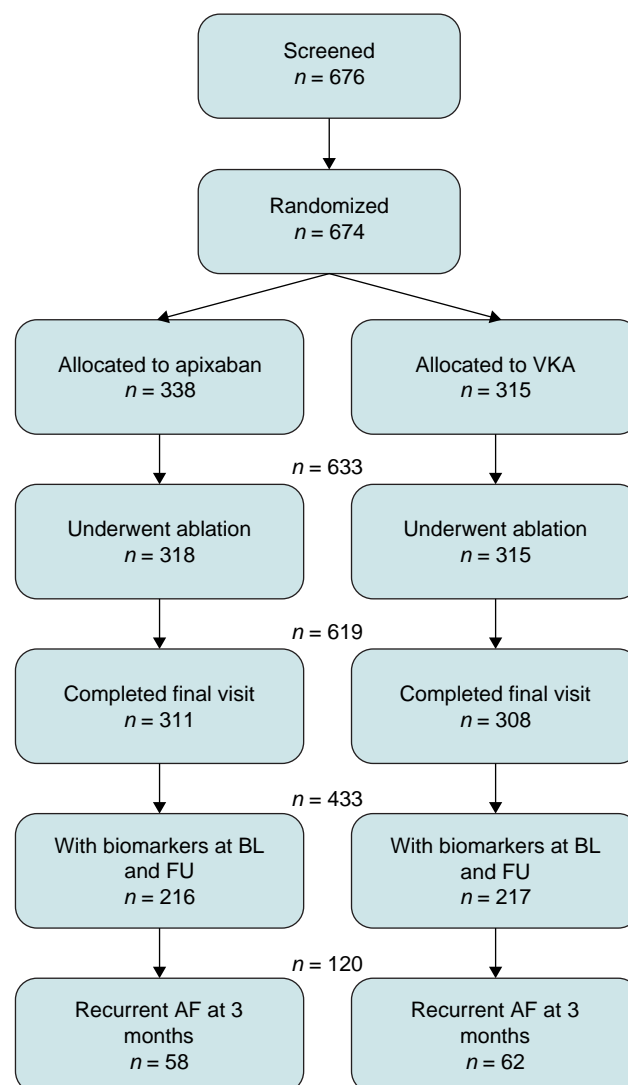 Screened
n = 676
Randomized
n = 674
Allocated to apixaban
n = 338
Allocated to VKA
n = 315
n = 633
Underwent ablation
n = 318
Underwent ablation
n = 315
n = 619
Completed final visit
n = 311
Completed final visit
n = 308
n = 433
With biomarkers at BL
and FU
n = 216
With biomarkers at BL
and FU
n = 217
n = 120
Recurrent AF at 3
months
n = 58
Recurrent AF at 3
months
n = 62